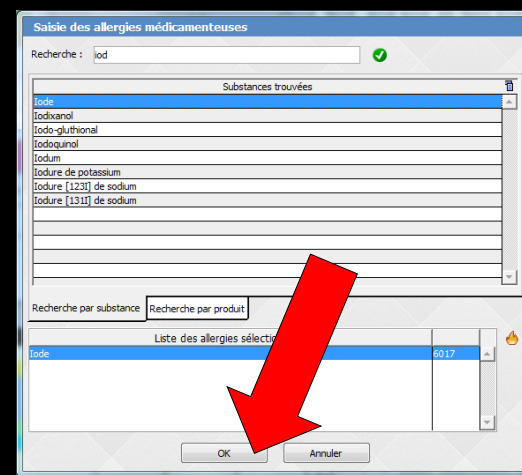 Saisie des allergies médicamenteuses
Recherche : iod
Substances trouvées
Iode
Iodixanol
Iodo-gluthional
Iodoquinol
Iodum
Iodure de potassium
Iodure [123I] de sodium
Iodure [131I] de sodium
Recherche par substance Recherche par produit
Liste des allergies
Iode 6017
OK Annuler